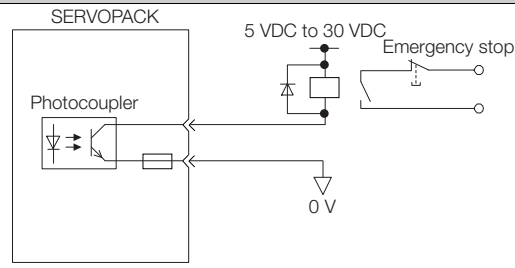 SERVOPACK
5 VDC to 30 VDC
Emergency stop
Photocoupler
0 V